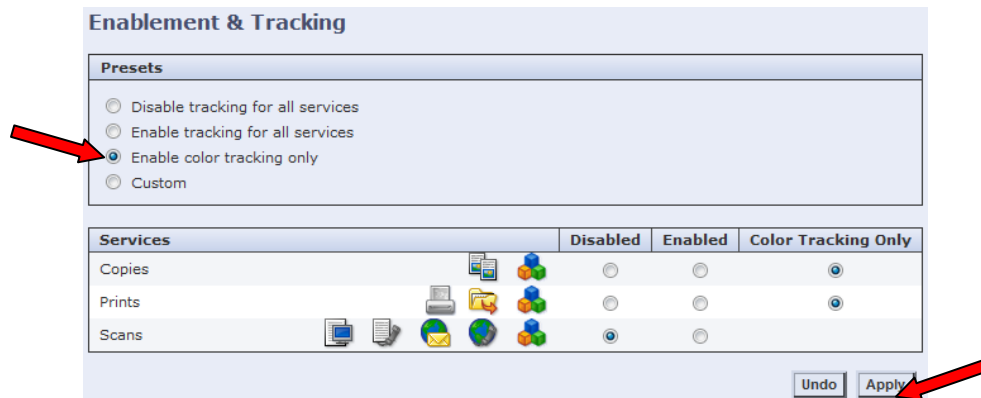 Enablement & Tracking
Presets
Disable tracking for all services
Enable tracking for all services
Enable color tracking only
Custom
Services Disabled Enabled Color Tracking Only
Copies
Prints
Scans
Undo Apply